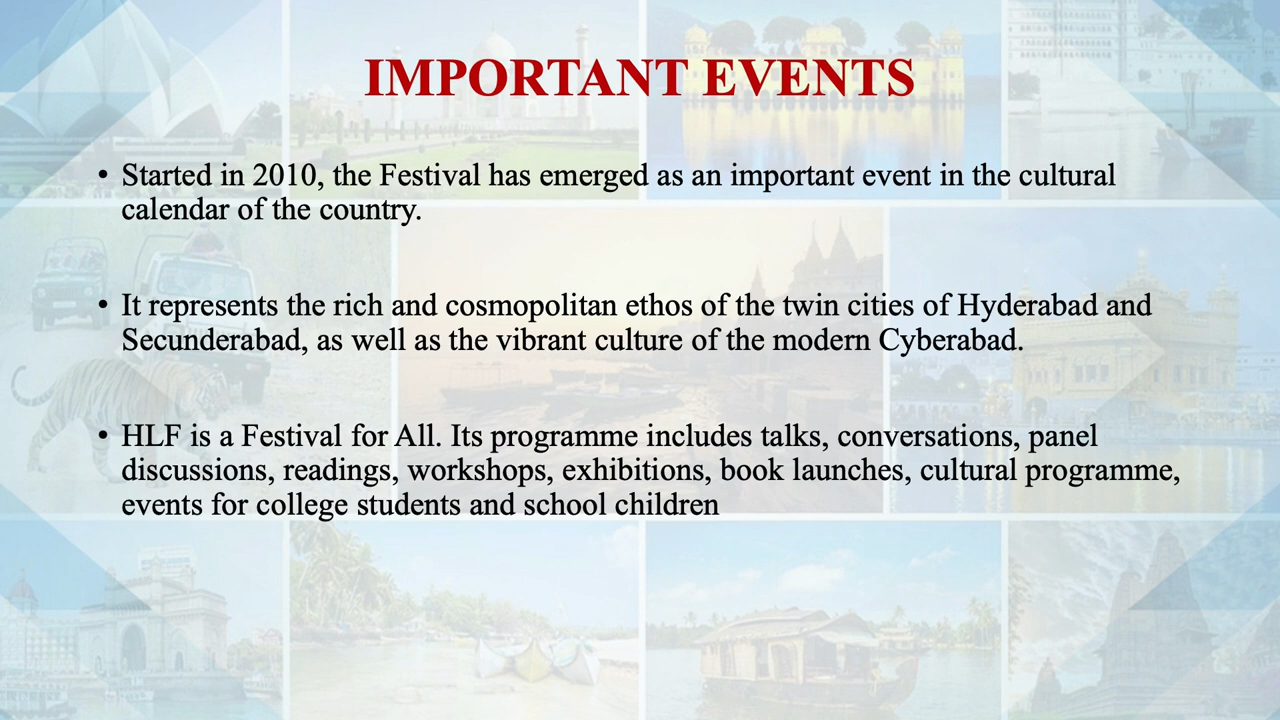 IMPORTANT EVENTS
• Started in 2010, the Festival has emerged as an important event in the cultural
calendar of the country.
• It represents the rich and cosmopolitan ethos of the twin cities of Hyderabad and
Secunderabad, as well as the vibrant culture of the modern Cyberabad.
• HLF is a Festival for All. Its programme includes talks, conversations, panel
discussions, readings, workshops, exhibitions, book launches, cultural programme,
events for college students and school children